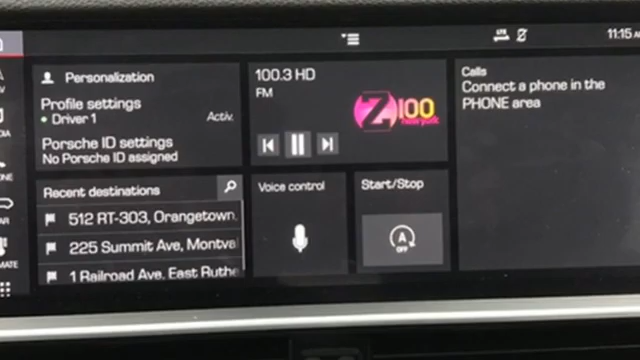 LTE
11:15
Personalization
Profile settings
Driver 1
Activ.
Porsche ID settings
No Porsche ID assigned
100.3 HD
FM
Z100
Calls
Connect a phone in the
PHONE area
Recent destinations
512 RT-303, Orangetown,
225 Summit Ave, Montval
1 Railroad Ave, East Ruthe
Voice control
Start/Stop
A
OFF